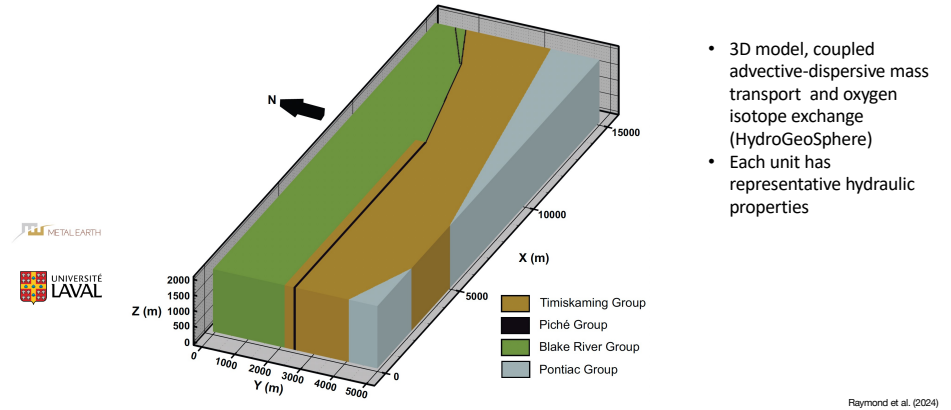 • 3D model, coupled
advective-dispersive mass
transport and oxygen
isotope exchange
(HydroGeoSphere)
• Each unit has
representative hydraulic
properties
N
15000
10000
X (m)
5000
0
METAL EARTH
UNIVERSITÉ
LAVAL
2000
1500
Z (m) 1000
500
0
0
1000
2000
3000
4000
5000
Y (m)
Timiskaming Group
Piché Group
Blake River Group
Pontiac Group
Raymond et al. (2024)